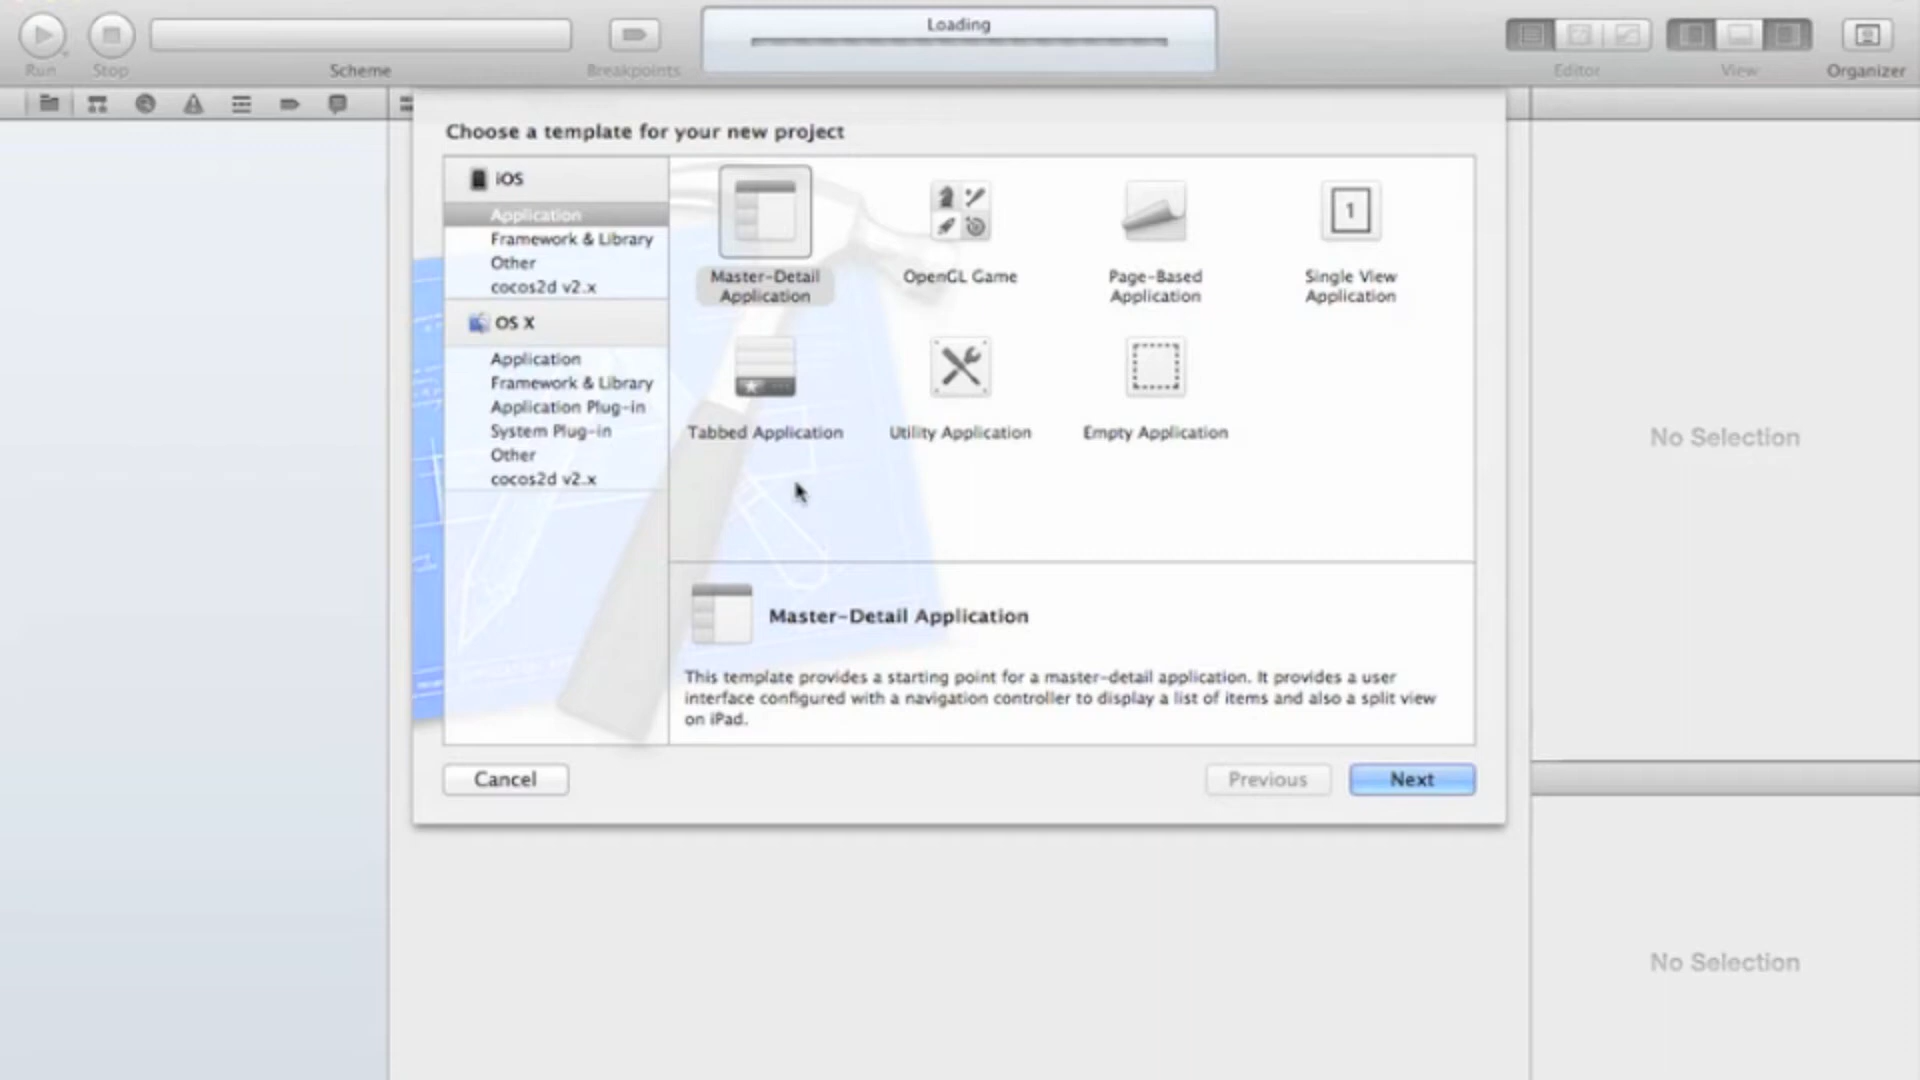 Loading
Run
Stop
Scheme
Breakpoints
Editor
View
Organizer
Choose a template for your new project
iOS
Application
Framework & Library
Other
cocos2d v2.x
OS X
Application
Framework & Library
Application Plug-in
System Plug-in
Other
cocos2d v2.x
Master-Detail
Application
OpenGL Game
Page-Based
Application
1
Single View
Application
Tabbed Application
Utility Application
Empty Application
Master-Detail Application
This template provides a starting point for a master-detail application. It provides a user
interface configured with a navigation controller to display a list of items and also a split view
on iPad.
Cancel
Previous
Next
No Selection
No Selection